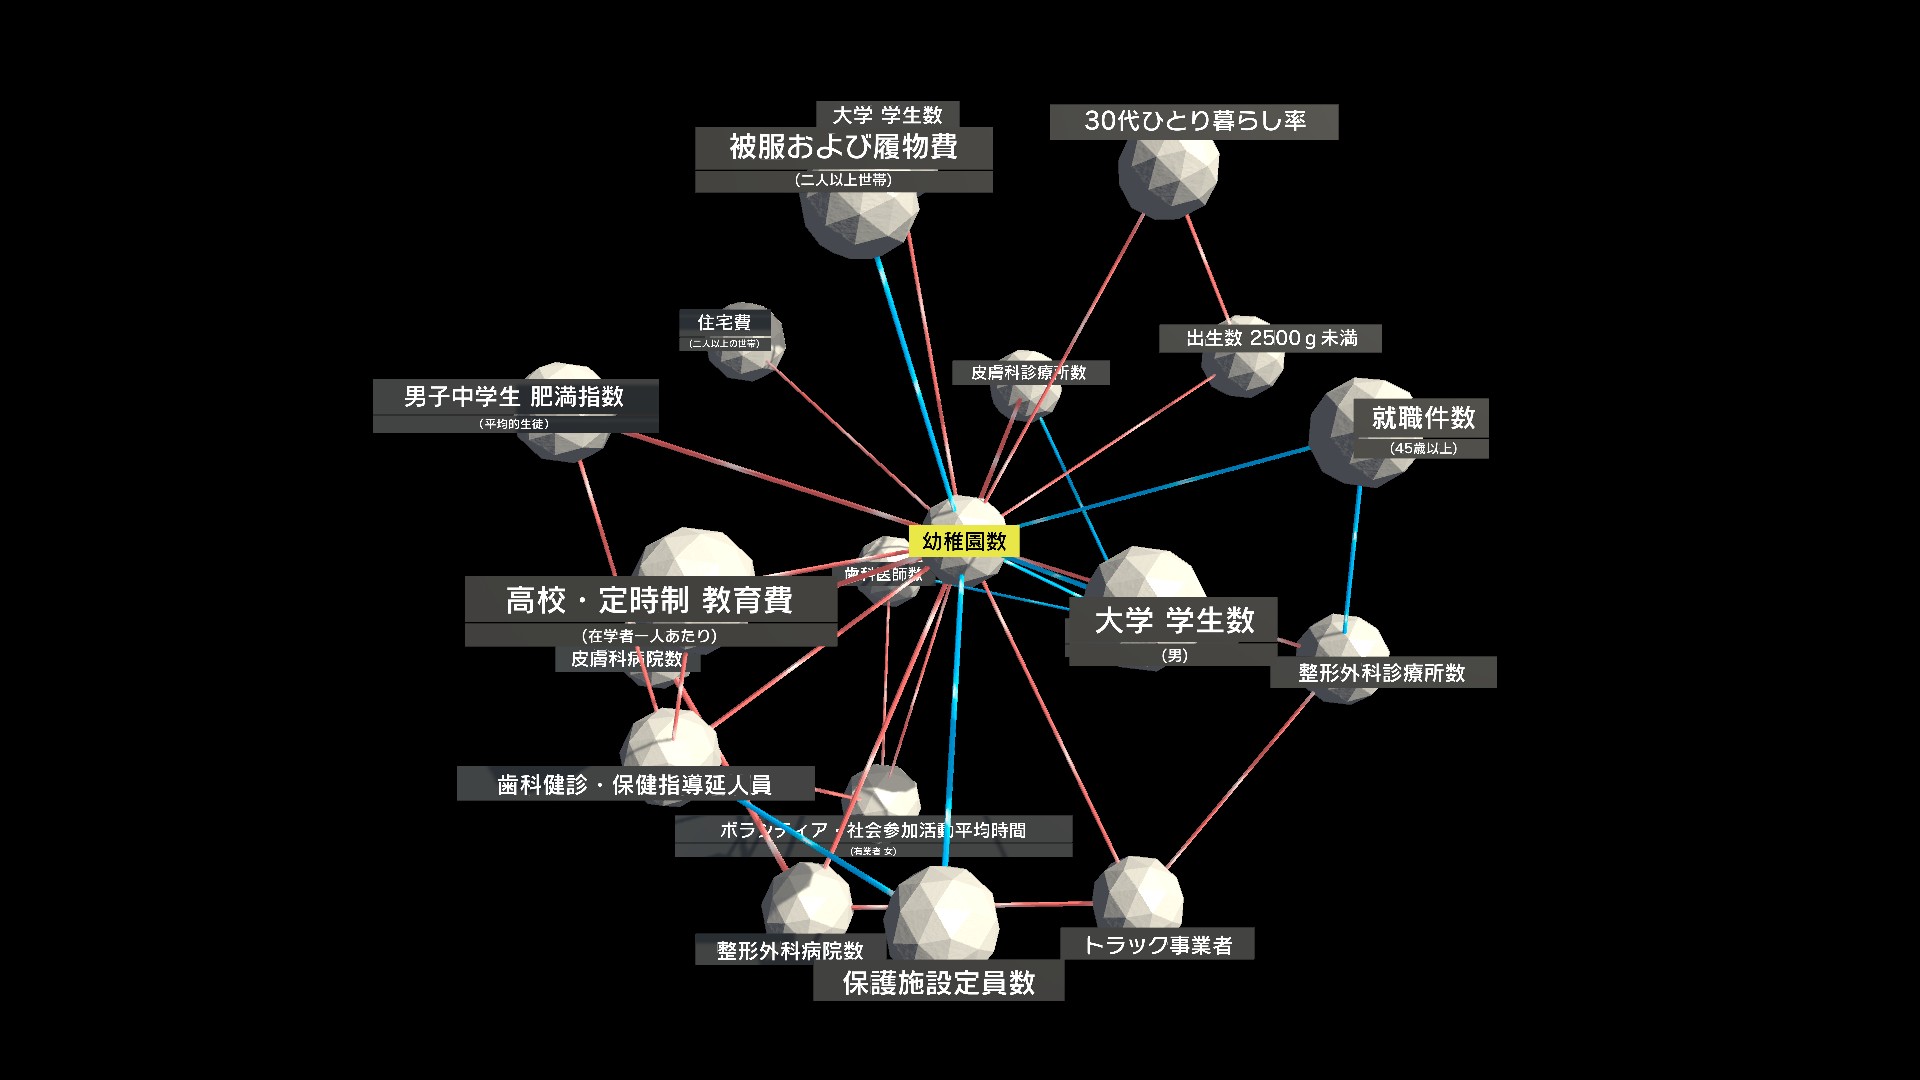 大学 学生数
被服および履物費
(二人以上世帯)
30代ひとり暮らし率
住宅費
(二人以上の世帯)
出生数 2500g未満
皮膚科診療所数
男子中学生 肥満指数
(平均的生徒)
就職件数
(45歳以上)
幼稚園数
歯科医師数
高校・定時制 教育費
(在学者一人あたり)
大学 学生数
(男)
皮膚科病院数
整形外科診療所数
歯科健診・保健指導延人員
ボランティア・社会参加活動平均時間
(有業者 女)
整形外科病院数
トラック事業者
保護施設定員数